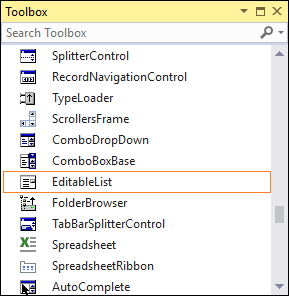 Toolbox
Search Toolbox
SplitterControl
RecordNavigationControl
TypeLoader
ScrollersFrame
ComboDropDown
ComboBoxBase
EditableList
FolderBrowser
TabBarSplitterControl
Spreadsheet
SpreadsheetRibbon
AutoComplete